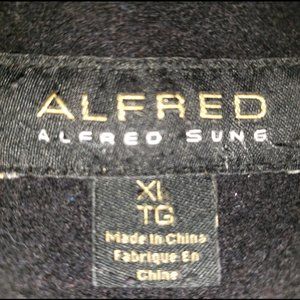 ALFRED
ALFRED SUNG
XL
TG
Made in China
Fabriqué En
Chine